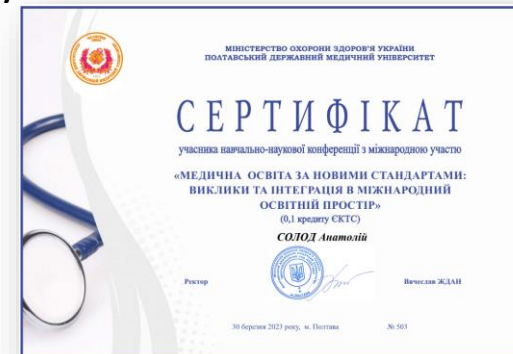 МІНІСТЕРСТВО ОХОРОНИ ЗДОРОВ'Я УКРАЇНИ
ПОЛТАВСЬКИЙ ДЕРЖАВНИЙ МЕДИЧНИЙ УНІВЕРСИТЕТ
СЕРТИФІКАТ
учасника навчально-наукової конференції з міжнародною участю
«МЕДИЧНА ОСВІТА ЗА НОВИМИ СТАНДАРТАМИ:
ВИКЛИКИ ТА ІНТЕГРАЦІЯ В МІЖНАРОДНИЙ
ОСВІТНІЙ ПРОСТІР»
(0,1 кредиту ЄКТС)
СОЛОД Анатолій
Ректор Вячеслав ЖДАН
30 березня 2023 року, м. Полтава № 503